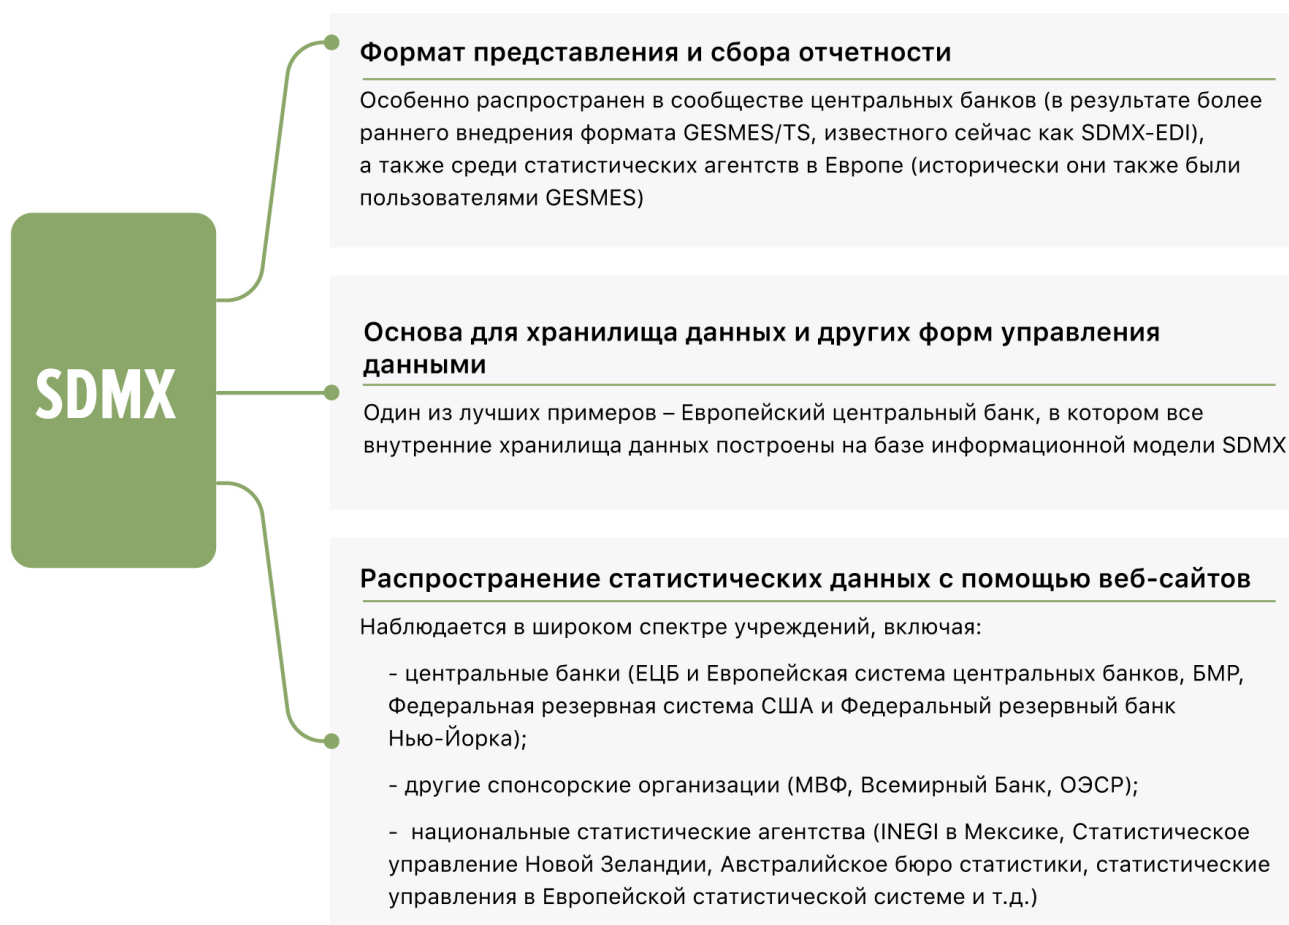 SDMX
Формат представления и сбора отчетности
Особенно распространен в сообществе центральных банков (в результате более
раннего внедрения формата GESMES/TS, известного сейчас как SDMX-EDI),
а также среди статистических агентств в Европе (исторически они также были
пользователями GESMES)
Основа для хранилища данных и других форм управления
данными
Один из лучших примеров – Европейский центральный банк, в котором все
внутренние хранилища данных построены на базе информационной модели SDMX
Распространение статистических данных с помощью веб-сайтов
Наблюдается в широком спектре учреждений, включая:
- центральные банки (ЕЦБ и Европейская система центральных банков, БМР,
Федеральная резервная система США и Федеральный резервный банк
Нью-Йорка);
- другие спонсорские организации (МВФ, Всемирный Банк, ОЭСР);
- национальные статистические агентства (INEGI в Мексике, Статистическое
управление Новой Зеландии, Австралийское бюро статистики, статистические
управления в Европейской статистической системе и т.д.)